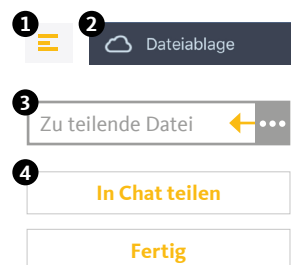 1 2 Dateiablage
3
Zu teilende Datei
4
In Chat teilen
Fertig